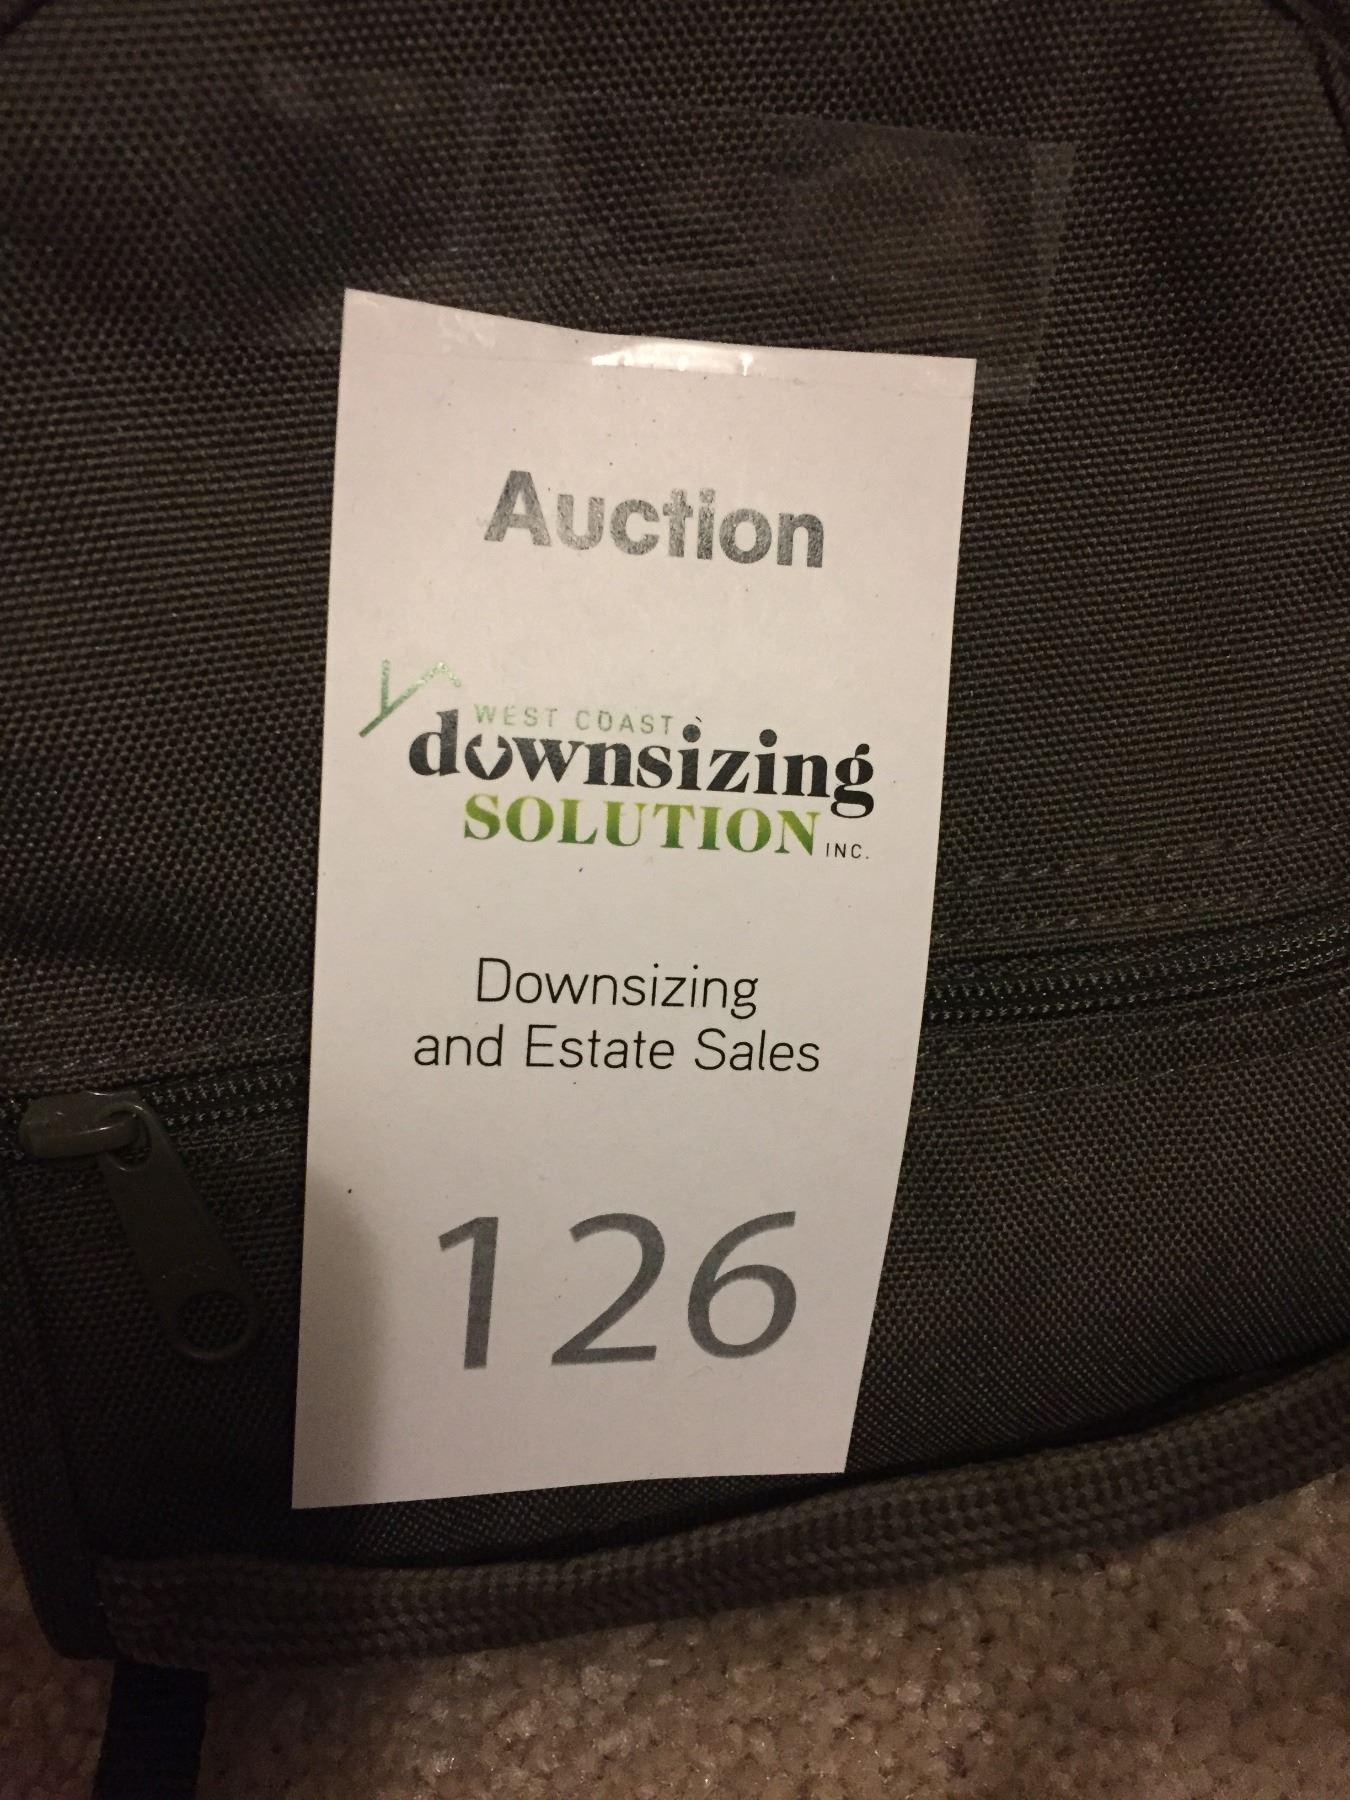 Auction
WEST COAST
downsizing
SOLUTION INC.
Downsizing
and Estate Sales
126